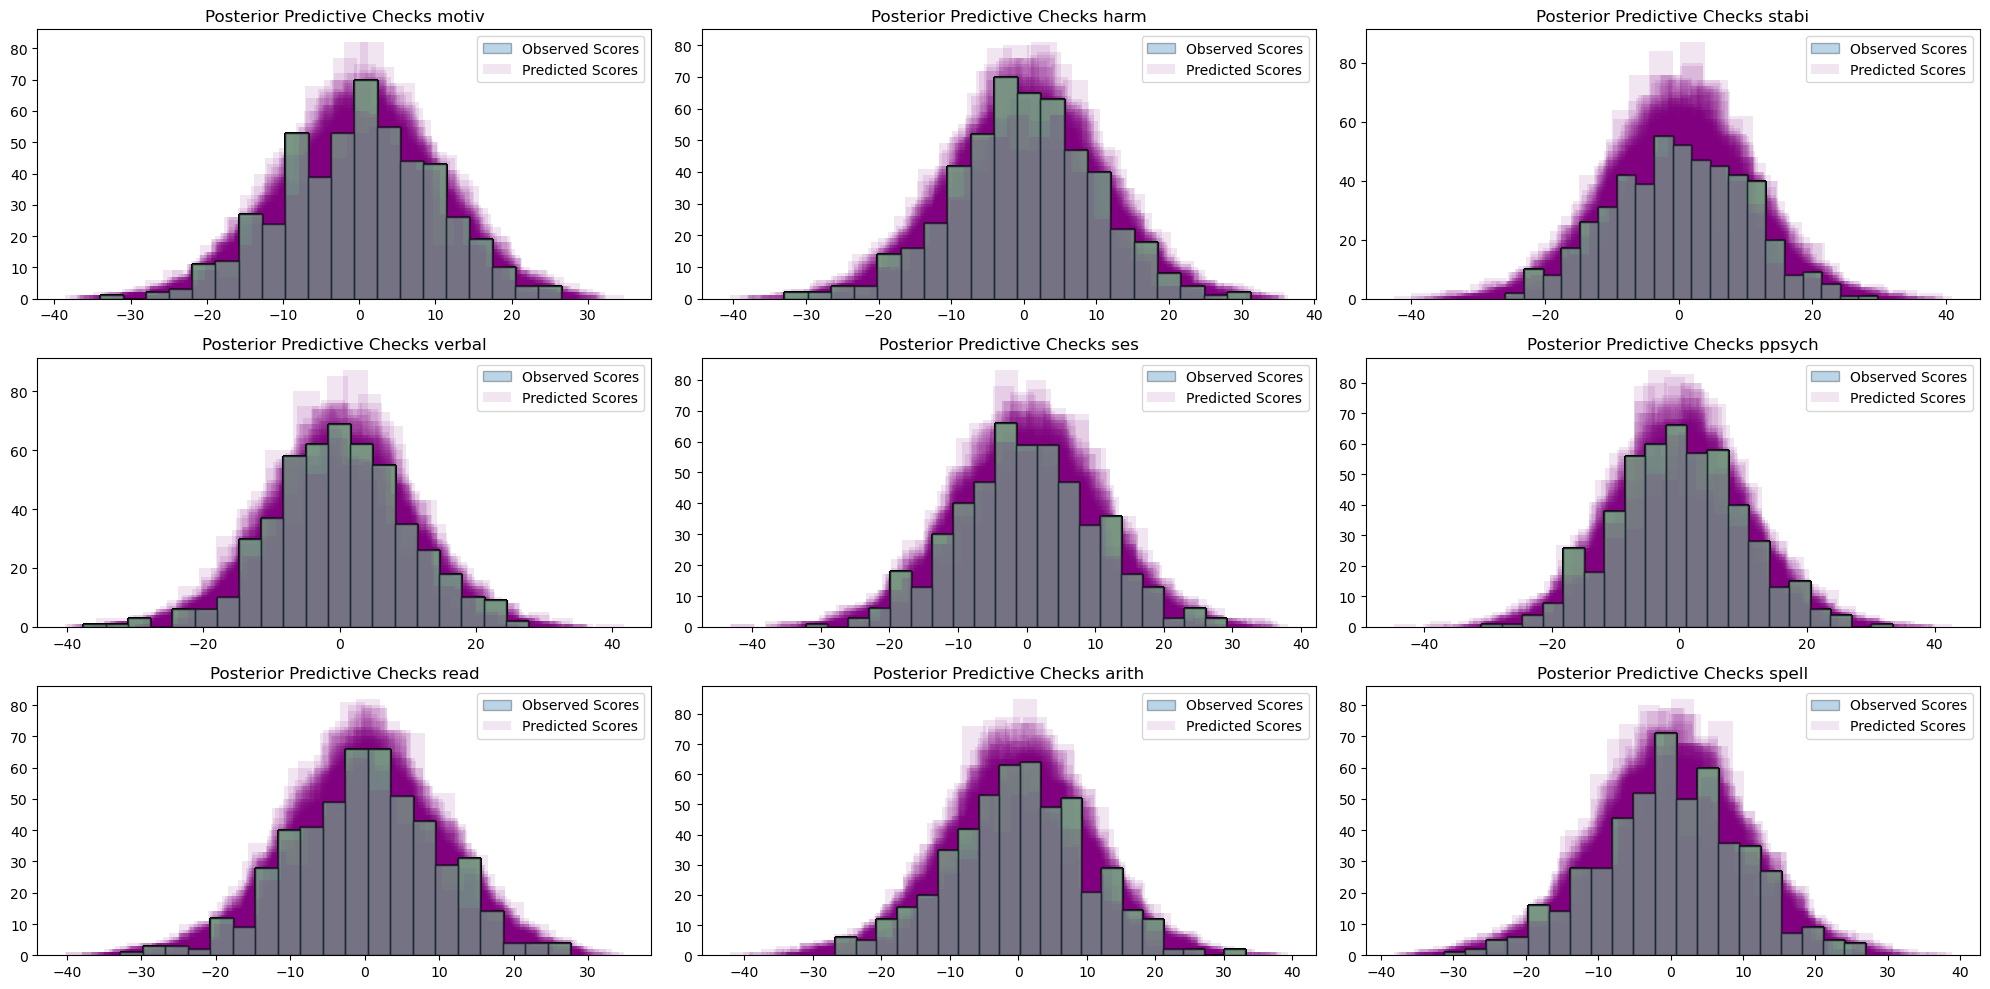 Posterior Predictive Checks motiv
Observed Scores
Predicted Scores
80
70
60
50
40
30
20
10
0
−40 −30 −20 −10 0 10 20 30
Posterior Predictive Checks harm
Observed Scores
Predicted Scores
80
70
60
50
40
30
20
10
0
−40 −30 −20 −10 0 10 20 30 40
Posterior Predictive Checks stabi
Observed Scores
Predicted Scores
80
60
40
20
0
−40 −20 0 20 40
Posterior Predictive Checks verbal
Observed Scores
Predicted Scores
80
60
40
20
0
−40 −20 0 20 40
Posterior Predictive Checks ses
Observed Scores
Predicted Scores
80
70
60
50
40
30
20
10
0
−40 −30 −20 −10 0 10 20 30 40
Posterior Predictive Checks ppsych
Observed Scores
Predicted Scores
80
70
60
50
40
30
20
10
0
−40 −20 0 20 40
Posterior Predictive Checks read
Observed Scores
Predicted Scores
80
70
60
50
40
30
20
10
0
−40 −30 −20 −10 0 10 20 30
Posterior Predictive Checks arith
Observed Scores
Predicted Scores
80
70
60
50
40
30
20
10
0
−40 −30 −20 −10 0 10 20 30 40
Posterior Predictive Checks spell
Observed Scores
Predicted Scores
80
70
60
50
40
30
20
10
0
−40 −30 −20 −10 0 10 20 30 40